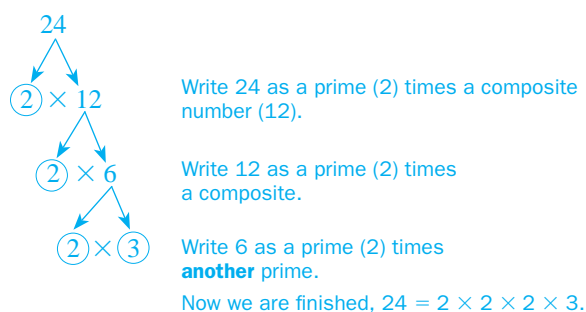 24
2 × 12
Write 24 as a prime (2) times a composite
number (12).
2 × 6
Write 12 as a prime (2) times
a composite.
2 × 3
Write 6 as a prime (2) times
another prime.
Now we are finished, 24 = 2 × 2 × 2 × 3.